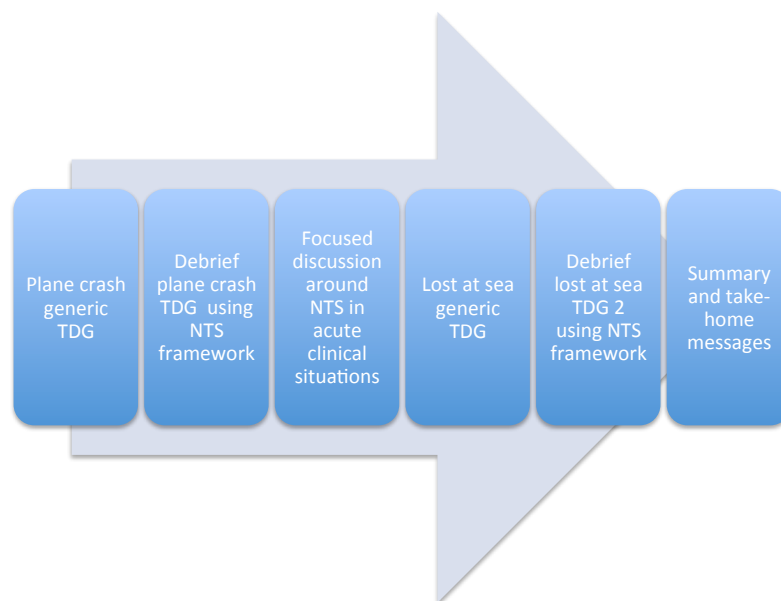 Plane crash
generic
TDG
Debrief
plane crash
TDG using
NTS
framework
Focused
discussion
around
NTS in
acute
clinical
situations
Lost at sea
generic
TDG
Debrief
lost at sea
TDG 2
using NTS
framework
Summary
and take-
home
messages